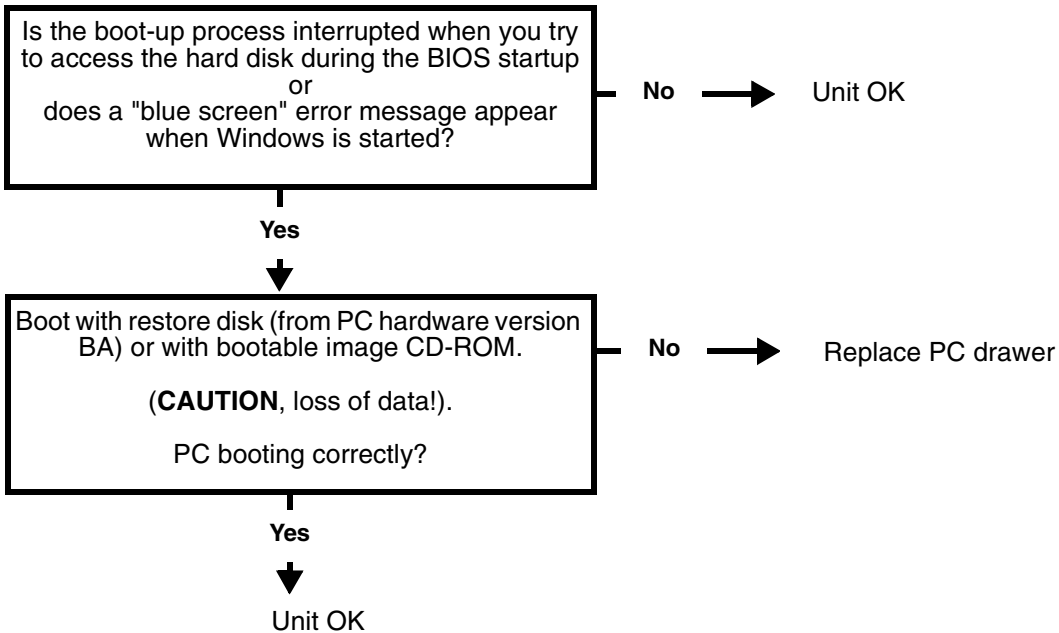 Is the boot-up process interrupted when you try
to access the hard disk during the BIOS startup
or
does a "blue screen" error message appear
when Windows is started?
No
Unit OK
Yes
Boot with restore disk (from PC hardware version
BA) or with bootable image CD-ROM.
(CAUTION, loss of data!).
PC booting correctly?
No
Replace PC drawer
Yes
Unit OK